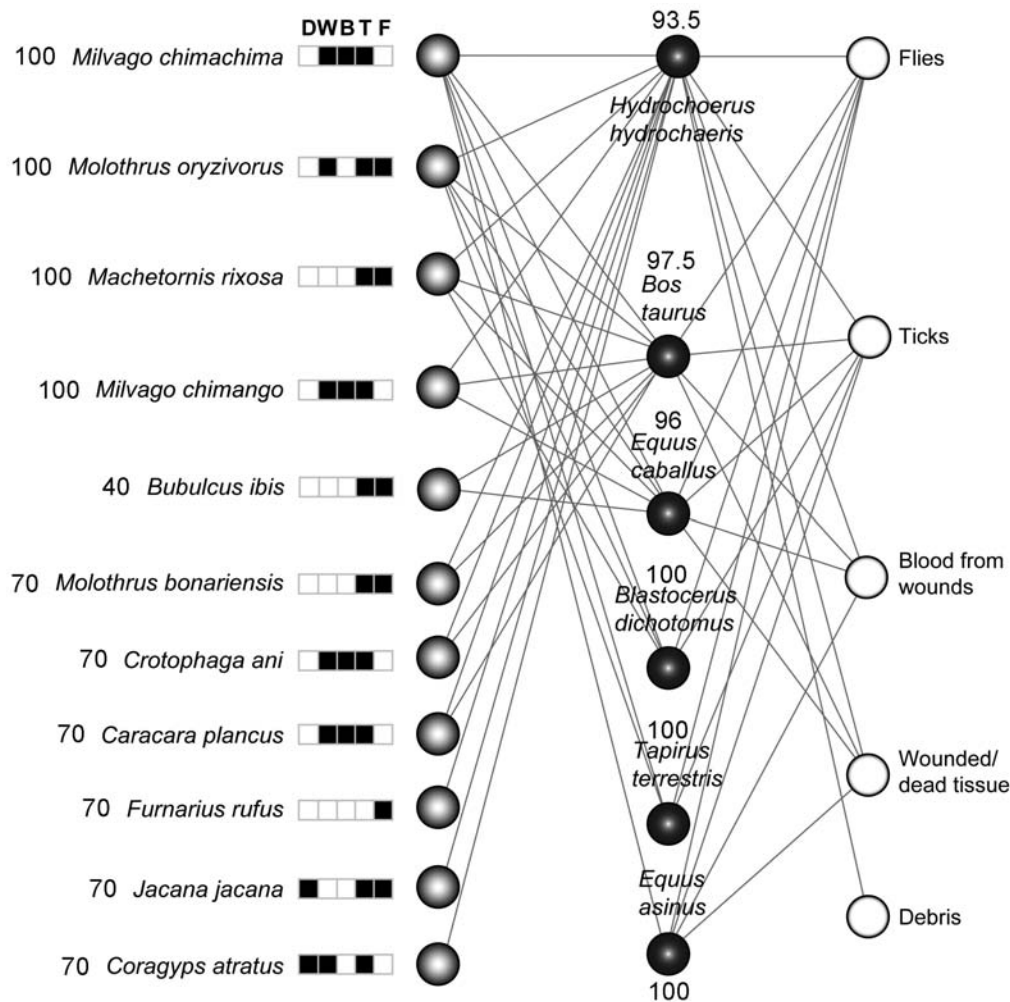 DWBTF
100 Milvago chimachima
100 Molothrus oryzivorus
100 Machetornis rixosa
100 Milvago chimango
40 Bubulcus ibis
70 Molothrus bonariensis
70 Crotophaga ani
70 Caracara plancus
70 Furnarius rufus
70 Jacana jacana
70 Coragyps atratus
93.5
Hydrochoerus
hydrochaeris
97.5
Bos
taurus
96
Equus
caballus
100
Blastocerus
dichotomus
100
Tapirus
terrestris
Equus
asinus
100
Flies
Ticks
Blood from
wounds
Wounded/
dead tissue
Debris